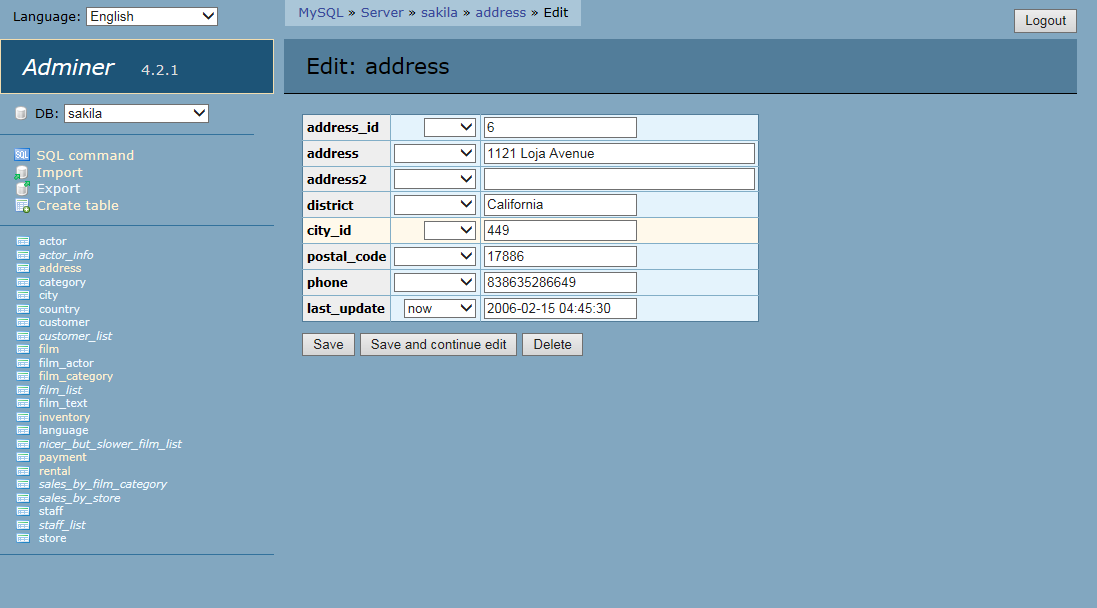 Language: English
MySQL » Server » sakila » address » Edit
Logout
Adminer 4.2.1
Edit: address
DB: sakila
SQL command
Import
Export
Create table
actor
actor_info
address
category
city
country
customer
customer_list
film
film_actor
film_category
film_list
film_text
inventory
language
nicer_but_slower_film_list
payment
rental
sales_by_film_category
sales_by_store
staff
staff_list
store
address_id 6
address 1121 Loja Avenue
address2
district California
city_id 449
postal_code 17886
phone 838635286649
last_update now 2006-02-15 04:45:30
Save Save and continue edit Delete